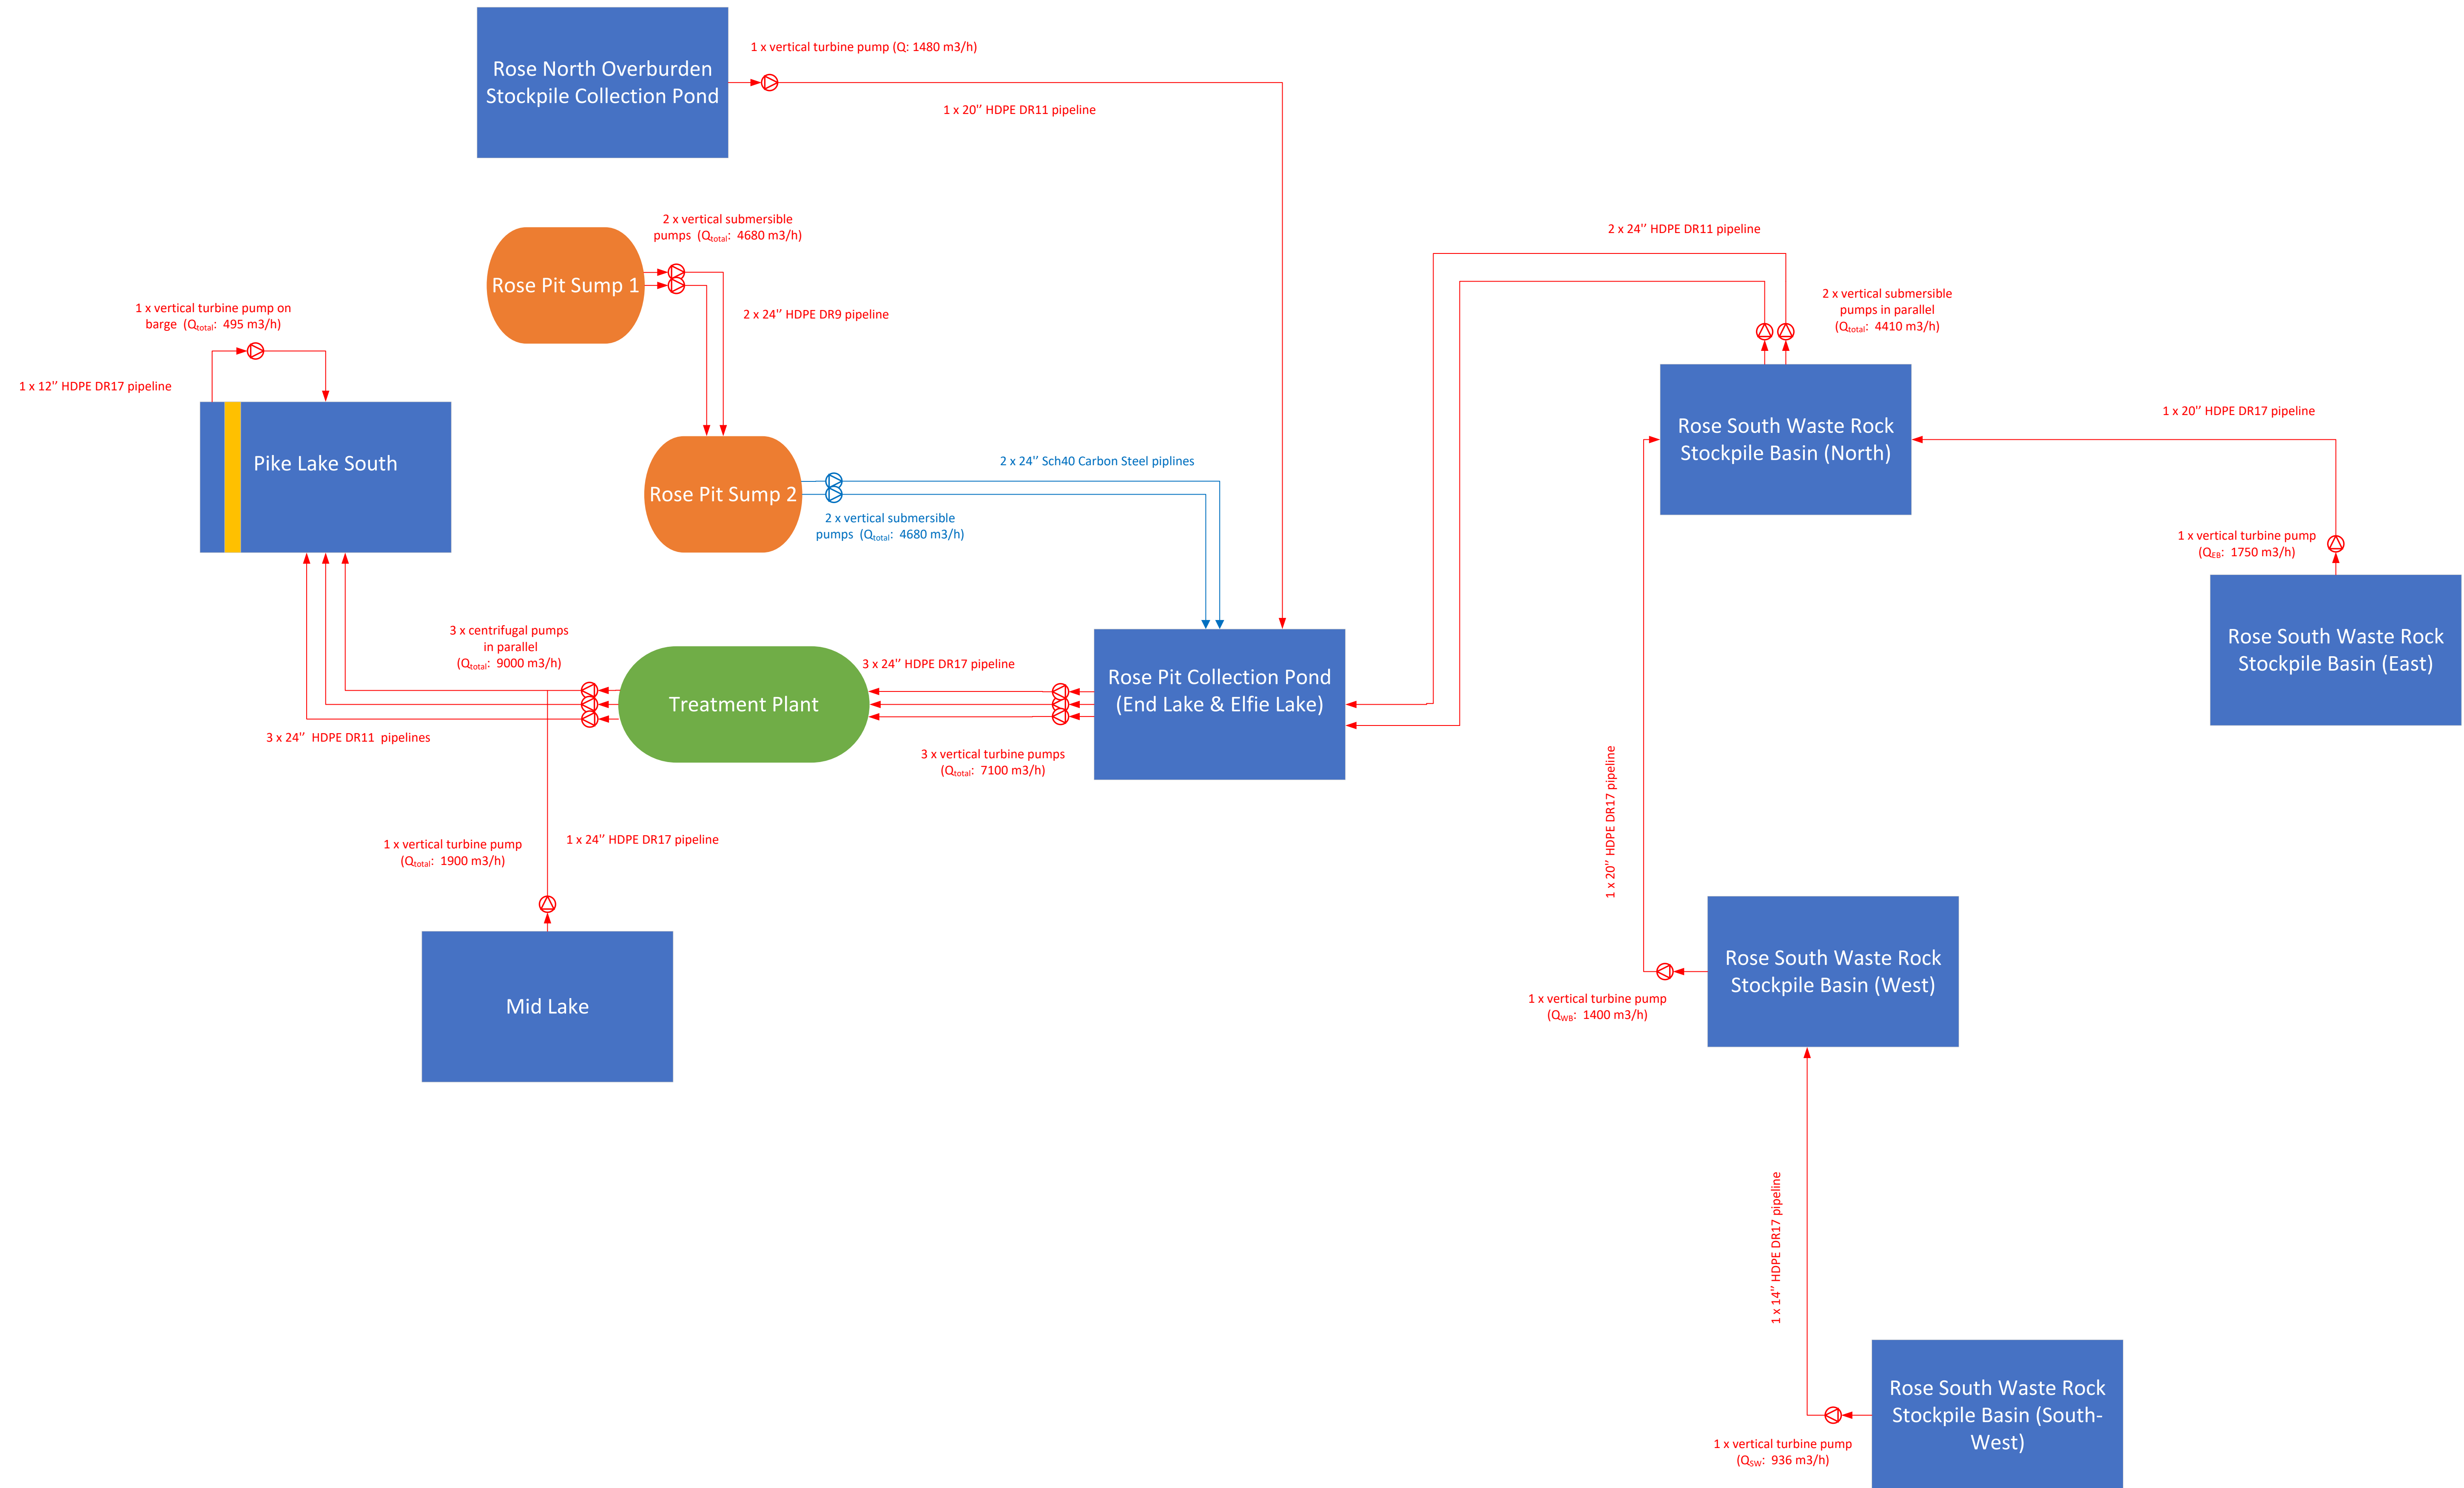 1 x vertical turbine pump (Q: 1480 m3/h)
Rose North Overburden
Stockpile Collection Pond
1 x 20’’ HDPE DR11 pipeline
2 x vertical submersible
pumps (Qtotal: 4680 m3/h)
Rose Pit Sump 1
2 x 24’’ HDPE DR9 pipeline
1 x vertical turbine pump on
barge (Qtotal: 495 m3/h)
1 x 12’’ HDPE DR17 pipeline
Pike Lake South
Rose Pit Sump 2
2 x 24’’ Sch40 Carbon Steel piplines
2 x vertical submersible
pumps (Qtotal: 4680 m3/h)
2 x 24’’ HDPE DR11 pipeline
2 x vertical submersible
pumps in parallel
(Qtotal: 4410 m3/h)
Rose South Waste Rock
Stockpile Basin (North)
1 x 20’’ HDPE DR17 pipeline
1 x vertical turbine pump
(QEB: 1750 m3/h)
Rose South Waste Rock
Stockpile Basin (East)
3 x centrifugal pumps
in parallel
(Qtotal: 9000 m3/h)
3 x 24’’ HDPE DR11 pipelines
Treatment Plant
3 x 24’’ HDPE DR17 pipeline
3 x vertical turbine pumps
(Qtotal: 7100 m3/h)
Rose Pit Collection Pond
(End Lake & Elfie Lake)
1 x vertical turbine pump
(Qtotal: 1900 m3/h)
1 x 24’’ HDPE DR17 pipeline
Mid Lake
1 x 20’’ HDPE DR17 pipeline
Rose South Waste Rock
Stockpile Basin (West)
1 x vertical turbine pump
(QWB: 1400 m3/h)
1 x 14’’ HDPE DR17 pipeline
Rose South Waste Rock
Stockpile Basin (South-
West)
1 x vertical turbine pump
(QSW: 936 m3/h)